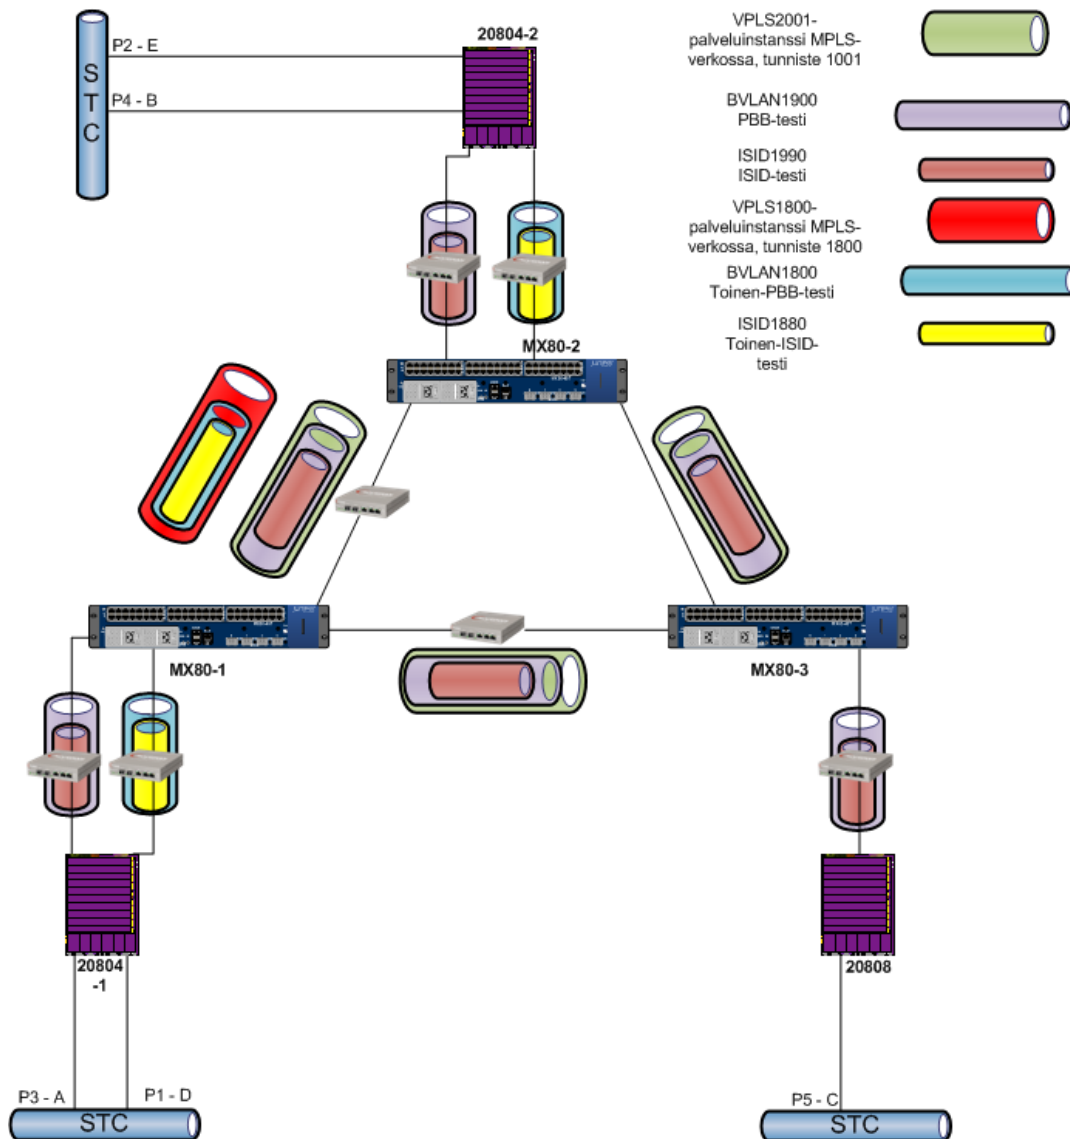 STC
P2 - E
P4 - B
20804-2
VPLS2001-
palveluinstanssi MPLS-
verkossa, tunniste 1001
BVLAN1900
PBB-testi
ISID1990
ISID-testi
VPLS1800-
palveluinstanssi MPLS-
verkossa, tunniste 1800
BVLAN1800
Toinen-PBB-testi
ISID1880
Toinen-ISID-
testi
MX80-2
MX80-1
MX80-3
20804
-1
20808
P3 - A
P1 - D
STC
P5 - C
STC